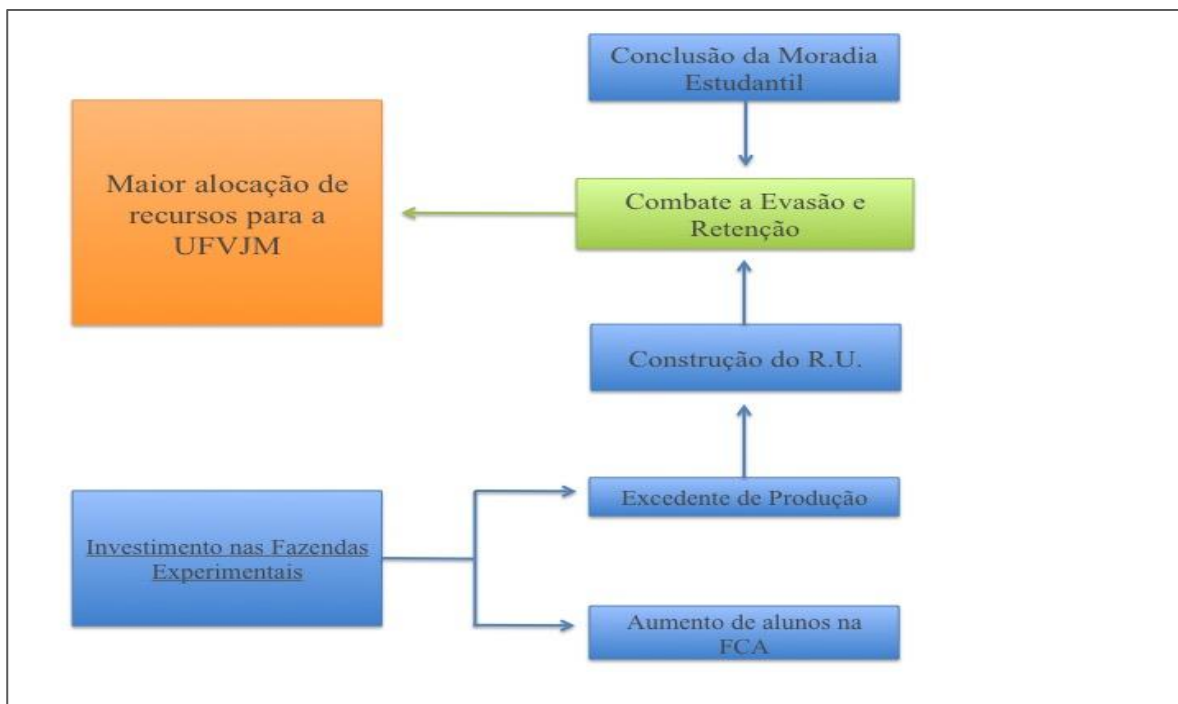 Conclusão da Moradia
Estudantil
Maior alocação de
recursos para a
UFVJM
Combate a Evasão e
Retenção
Construção do R.U.
Excedente de Produção
Investimento nas Fazendas
Experimentais
Aumento de alunos na
FCA